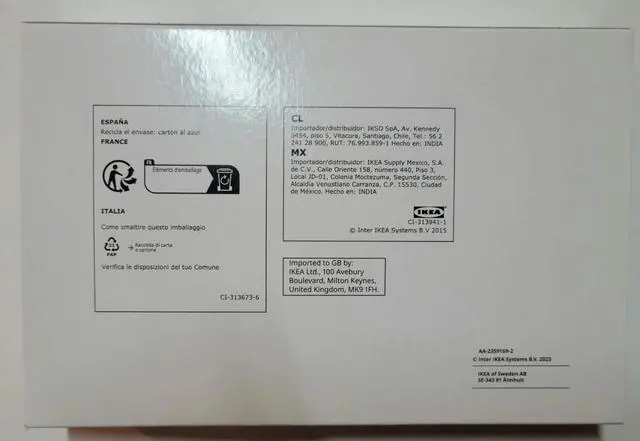 ESPAÑA
Recicla el envase: cartón al azul
FRANCE
FR
Éléments d'emballage
ITALIA
Come smaltire questo imballaggio
PAP
Raccolta di carta
e cartone
Verifica le disposizioni del tuo Comune
CI-313673-6
CL
Importador/distribuidor: IKSO SpA, Av. Kennedy
5454, piso 5, Vitacura, Santiago, Chile, Tel.: 56 2
241 28 900, RUT: 76.993.859-1 Hecho en: INDIA
MX
Importador/distribuidor: IKEA Supply Mexico, S.A.
de C.V., Calle Oriente 158, número 440, Piso 3,
Local JD-01, Colonia Moctezuma, Segunda Sección,
Alcaldía Venustiano Carranza, C.P. 15530, Ciudad
de México. Hecho en: INDIA
IKEA
CI-313941-1
© Inter IKEA Systems B.V 2015
Imported to GB by:
IKEA Ltd., 100 Avebury
Boulevard, Milton Keynes,
United Kingdom, MK9 1FH.
AA-2359169-2
© Inter IKEA Systems B.V. 2023
IKEA of Sweden AB
SE-343 81 Älmhult